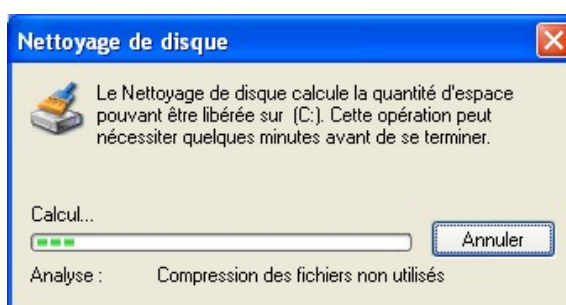 Nettoyage de disque
Le Nettoyage de disque calcule la quantité d'espace
pouvant être libérée sur (C:). Cette opération peut
nécessiter quelques minutes avant de se terminer.
Calcul...
Annuler
Analyse : Compression des fichiers non utilisés